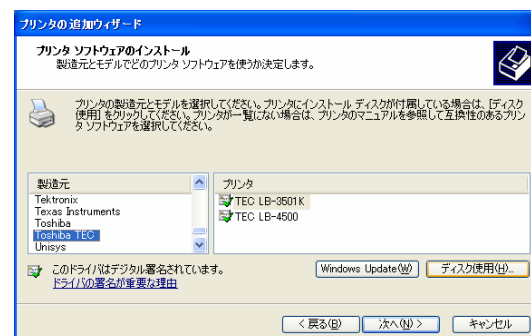 プリンタの追加ウィザード
プリンタ ソフトウェアのインストール
製造元とモデルでどのプリンタ ソフトウェアを使うか決定します。
プリンタの製造元とモデルを選択してください。プリンタにインストール ディスクが付属している場合は、[ディスク
使用] をクリックしてください。プリンタが一覧にない場合は、プリンタのマニュアルを参照して互換性のあるプリン
タ ソフトウェアを選択してください。
製造元
Tektronix
Texas Instruments
Toshiba
Toshiba TEC
Unisys
プリンタ
TEC LB-3501K
TEC LB-4500
このドライバはデジタル署名されています。
ドライバの署名が重要な理由
Windows Update(W)
ディスク使用(H)...
< 戻る(B)
次へ(N) >
キャンセル